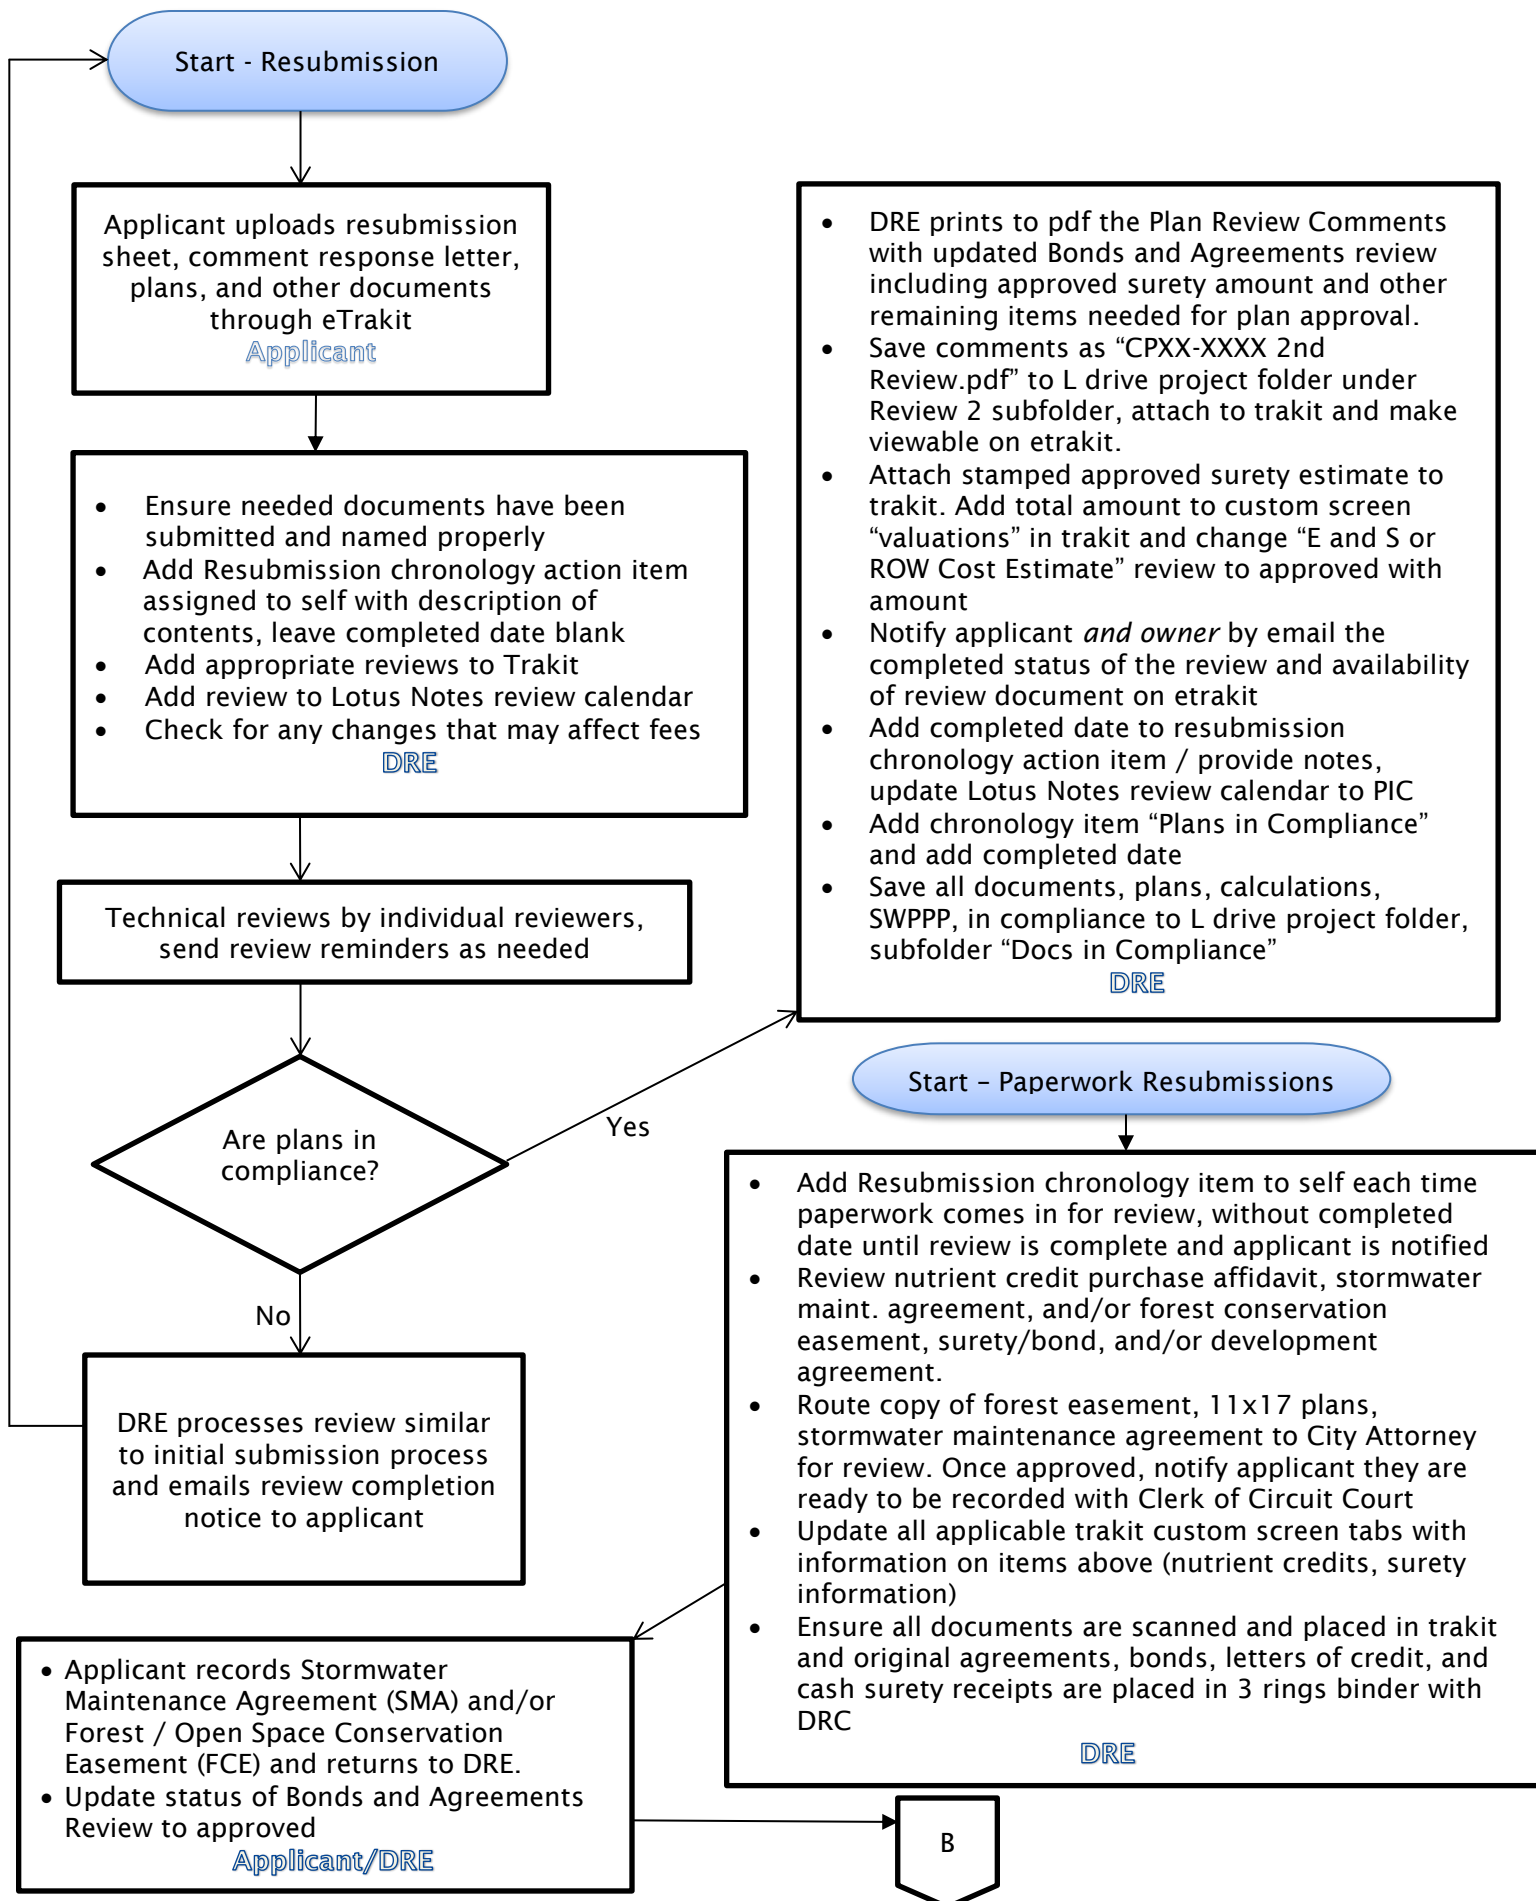 Start - Resubmission
Applicant uploads resubmission
sheet, comment response letter,
plans, and other documents
through eTrakit
Applicant
• Ensure needed documents have been
submitted and named properly
• Add Resubmission chronology action item
assigned to self with description of
contents, leave completed date blank
• Add appropriate reviews to Trakit
• Add review to Lotus Notes review calendar
• Check for any changes that may affect fees
DRE
Technical reviews by individual reviewers,
send review reminders as needed
Are plans in
compliance?
Yes
No
DRE processes review similar
to initial submission process
and emails review completion
notice to applicant
• DRE prints to pdf the Plan Review Comments
with updated Bonds and Agreements review
including approved surety amount and other
remaining items needed for plan approval.
• Save comments as “CPXX-XXXX 2nd
Review.pdf” to L drive project folder under
Review 2 subfolder, attach to trakit and make
viewable on etrakit.
• Attach stamped approved surety estimate to
trakit. Add total amount to custom screen
“valuations” in trakit and change “E and S or
ROW Cost Estimate” review to approved with
amount
• Notify applicant and owner by email the
completed status of the review and availability
of review document on etrakit
• Add completed date to resubmission
chronology action item / provide notes,
update Lotus Notes review calendar to PIC
• Add chronology item “Plans in Compliance”
and add completed date
• Save all documents, plans, calculations,
SWPPP, in compliance to L drive project folder,
subfolder “Docs in Compliance”
DRE
Start – Paperwork Resubmissions
• Add Resubmission chronology item to self each time
paperwork comes in for review, without completed
date until review is complete and applicant is notified
• Review nutrient credit purchase affidavit, stormwater
maint. agreement, and/or forest conservation
easement, surety/bond, and/or development
agreement.
• Route copy of forest easement, 11x17 plans,
stormwater maintenance agreement to City Attorney
for review. Once approved, notify applicant they are
ready to be recorded with Clerk of Circuit Court
• Update all applicable trakit custom screen tabs with
information on items above (nutrient credits, surety
information)
• Ensure all documents are scanned and placed in trakit
and original agreements, bonds, letters of credit, and
cash surety receipts are placed in 3 rings binder with
DRC
DRE
• Applicant records Stormwater
Maintenance Agreement (SMA) and/or
Forest / Open Space Conservation
Easement (FCE) and returns to DRE.
• Update status of Bonds and Agreements
Review to approved
Applicant/DRE
B